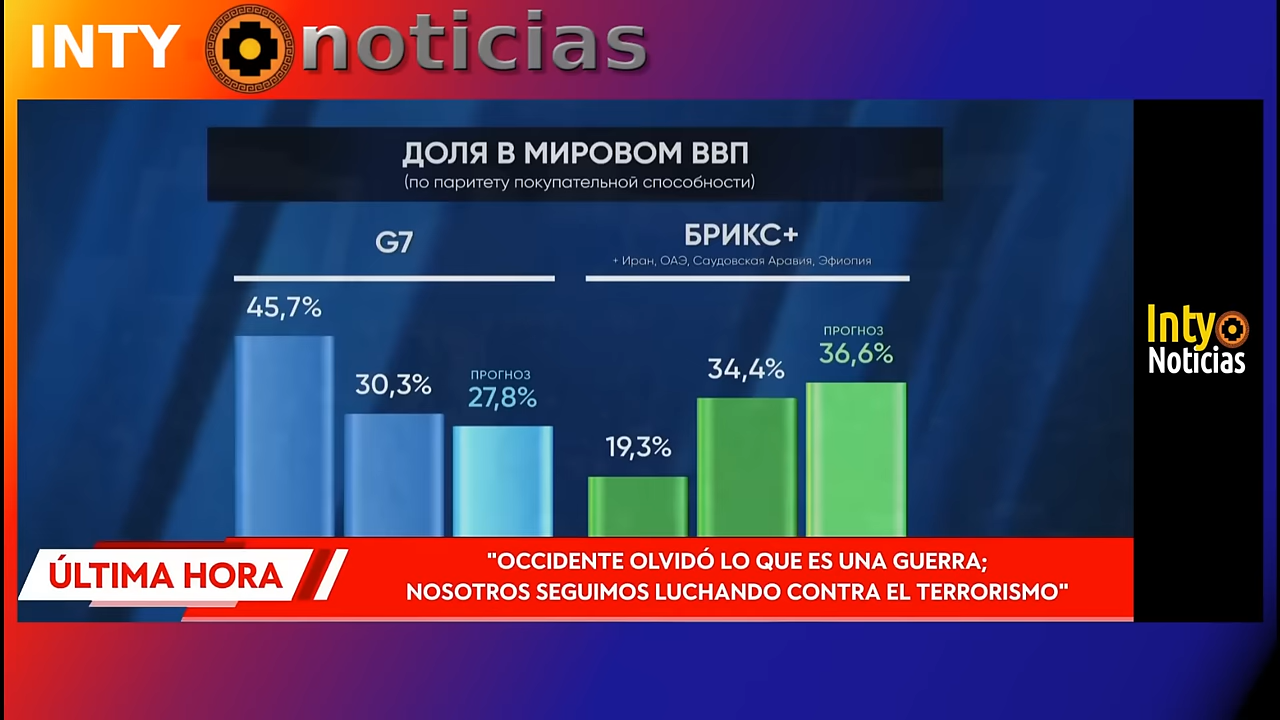 INTY noticias
ДОЛЯ В МИРОВОМ ВВП
(по паритету покупательной способности)
G7
45,7%
30,3%
ПРОГНОЗ
27,8%
БРИКС+
+ Иран, ОАЭ, Саудовская Аравия, Эфиопия
19,3%
34,4%
ПРОГНОЗ
36,6%
Inty
Noticias
ÚLTIMA HORA
"OCCIDENTE OLVIDÓ LO QUE ES UNA GUERRA;
NOSOTROS SEGUIMOS LUCHANDO CONTRA EL TERRORISMO"